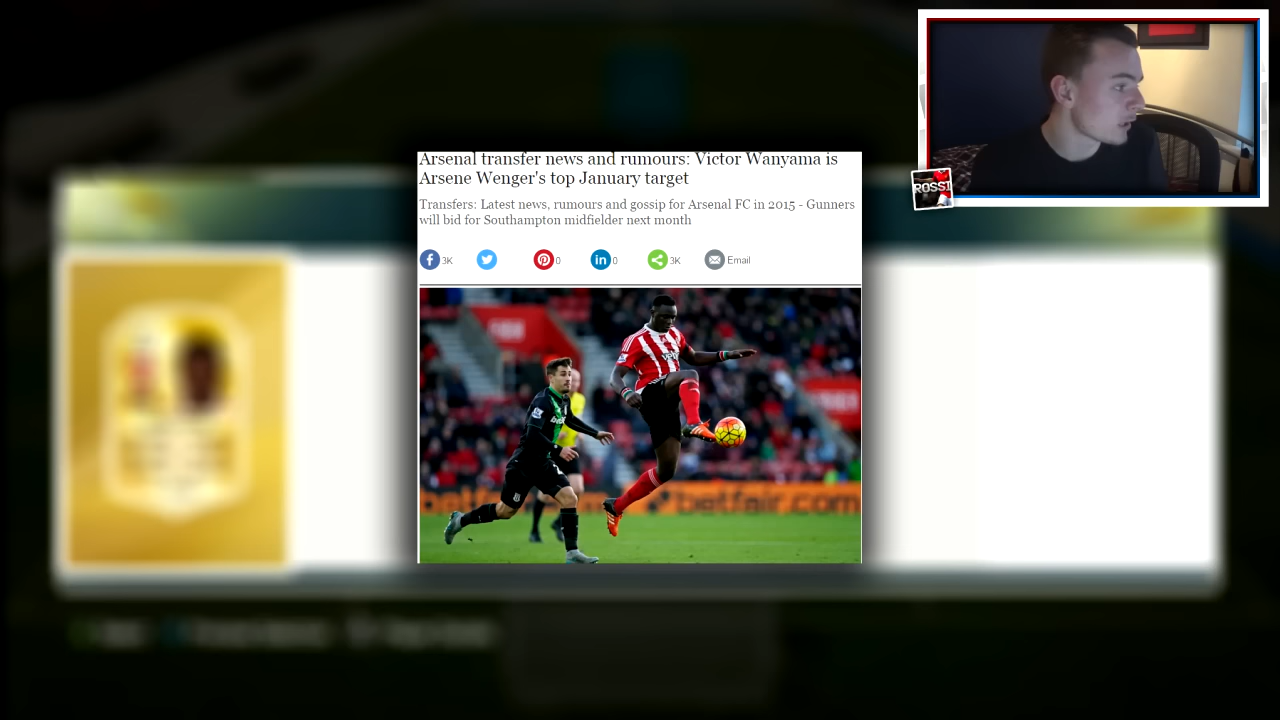 Arsenal transfer news and rumours: Victor Wanyama is
Arsene Wenger's top January target
Transfers: Latest news, rumours and gossip for Arsenal FC in 2015 - Gunners
will bid for Southampton midfielder next month
3K 0 0 3K Email
betfair.com
ROSSI